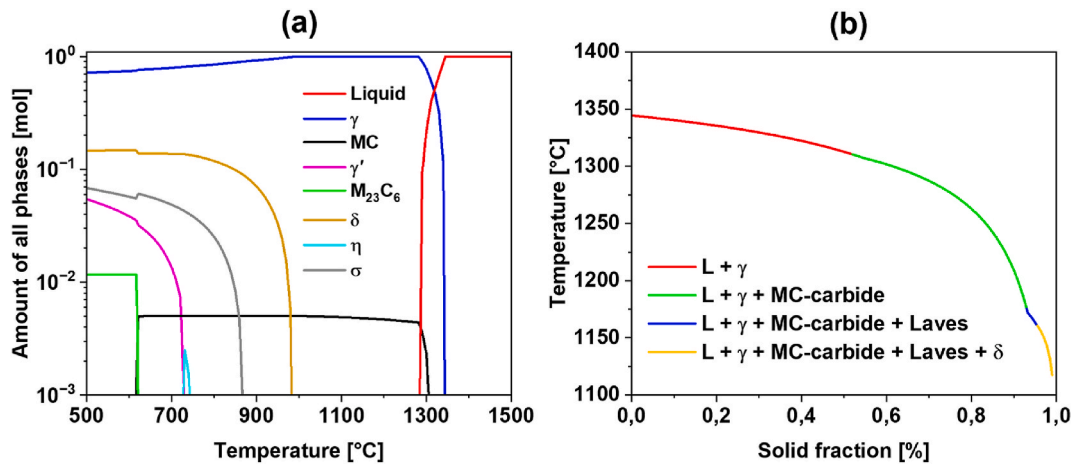 (a)
Amount of all phases [mol]
10⁰
10⁻¹
10⁻²
10⁻³
500 700 900 1100 1300 1500
Temperature [°C]
Liquid
γ
MC
γ′
M₂₃C₆
δ
η
σ
(b)
Temperature [°C]
1400
1350
1300
1250
1200
1150
1100
0,0 0,2 0,4 0,6 0,8 1,0
Solid fraction [%]
L + γ
L + γ + MC-carbide
L + γ + MC-carbide + Laves
L + γ + MC-carbide + Laves + δ